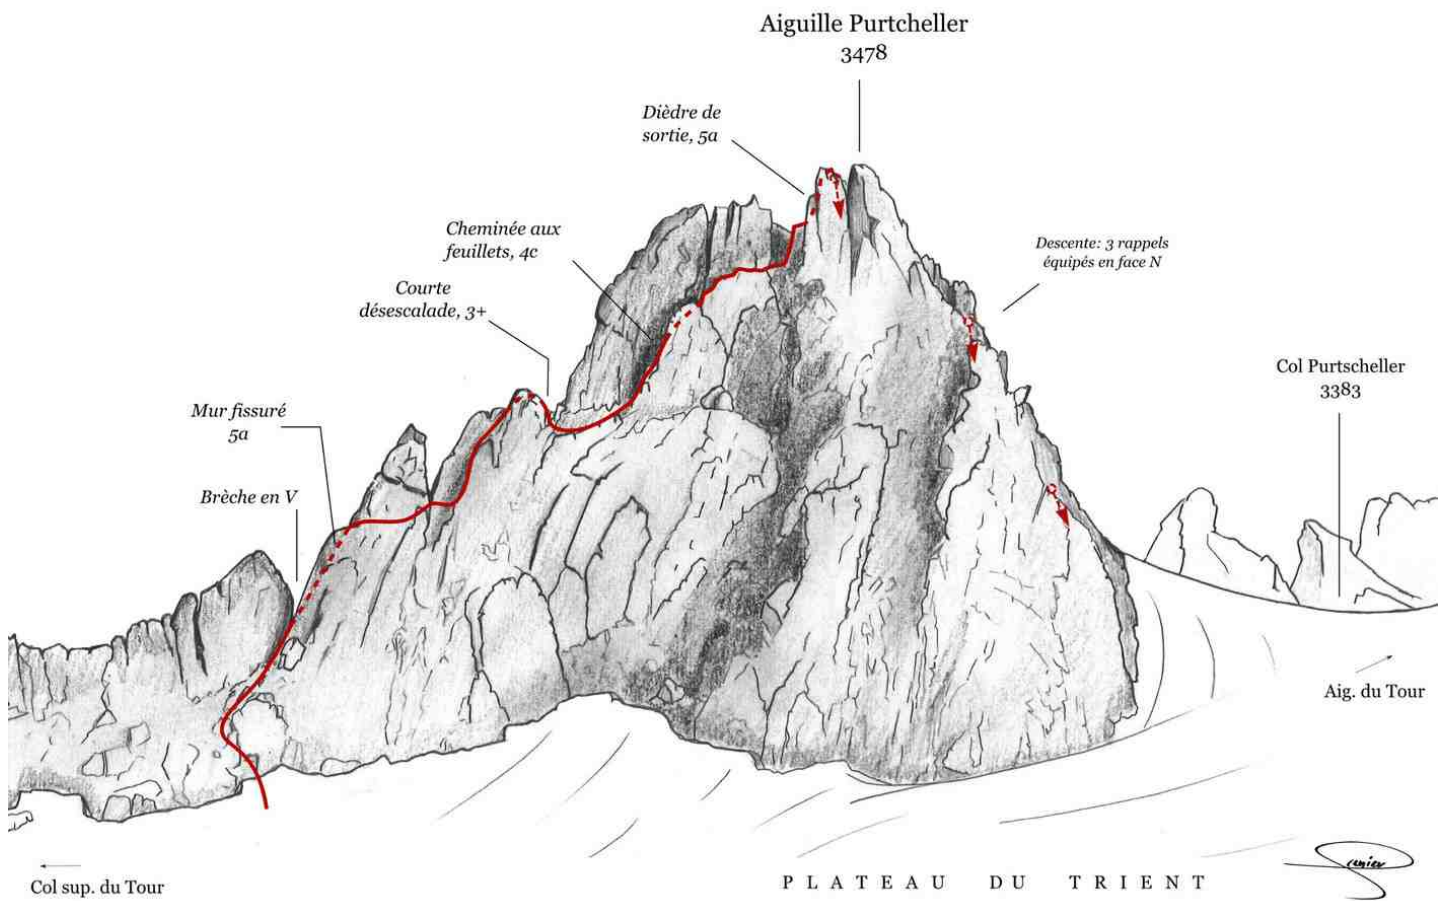 Aiguille Purtcheller
3478
Dièdre de
sortie, 5a
Cheminée aux
feuillets, 4c
Descente: 3 rappels
équipés en face N
Courte
désescalade, 3+
Col Purtscheller
3383
Mur fissuré
5a
Brèche en V
Aig. du Tour
Col sup. du Tour
PLATEAU DU TRIENT